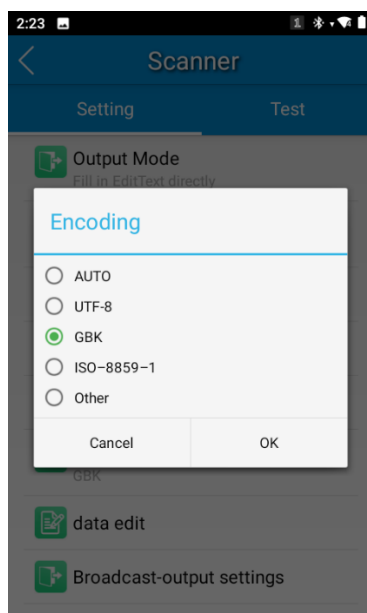 2:23
1
Scanner
Setting
Test
Output Mode
Fill in EditText directly
Encoding
AUTO
UTF-8
GBK
ISO-8859-1
Other
Cancel
OK
GBK
data edit
Broadcast-output settings